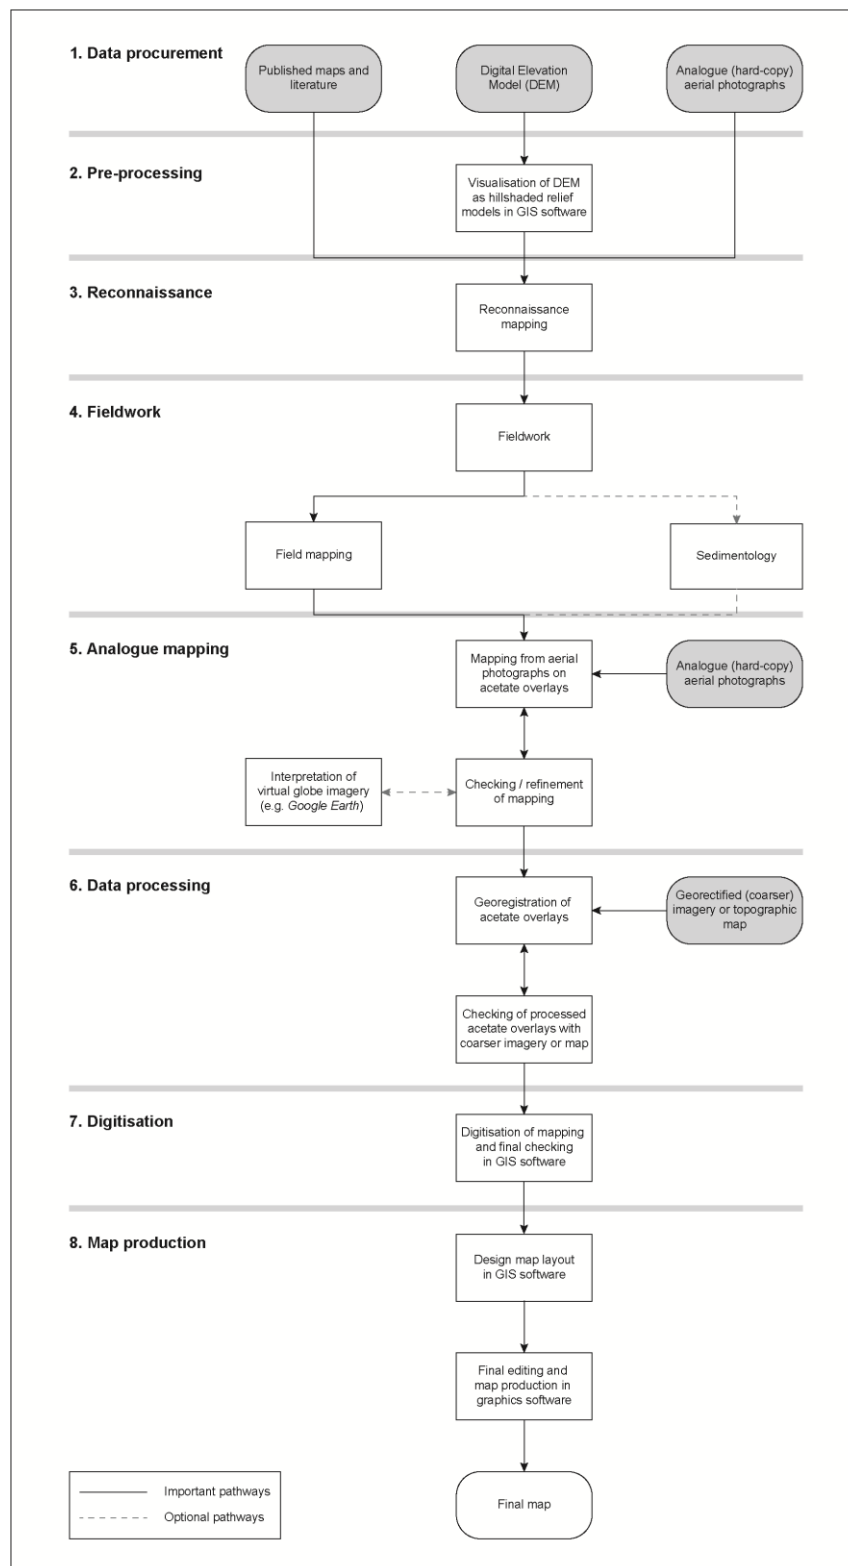 1. Data procurement
Published maps and
literature
Digital Elevation
Model (DEM)
Analogue (hard-copy)
aerial photographs
2. Pre-processing
Visualisation of DEM
as hillshaded relief
models in GIS software
3. Reconnaissance
Reconnaissance
mapping
4. Fieldwork
Fieldwork
Field mapping
Sedimentology
5. Analogue mapping
Mapping from aerial
photographs on
acetate overlays
Analogue (hard-copy)
aerial photographs
Interpretation of
virtual globe imagery
(e.g. Google Earth)
Checking / refinement
of mapping
6. Data processing
Georegistration of
acetate overlays
Georectified (coarser)
imagery or topographic
map
Checking of processed
acetate overlays with
coarser imagery or map
7. Digitisation
Digitisation of mapping
and final checking
in GIS software
8. Map production
Design map layout
in GIS software
Final editing and
map production in
graphics software
Important pathways
Optional pathways
Final map